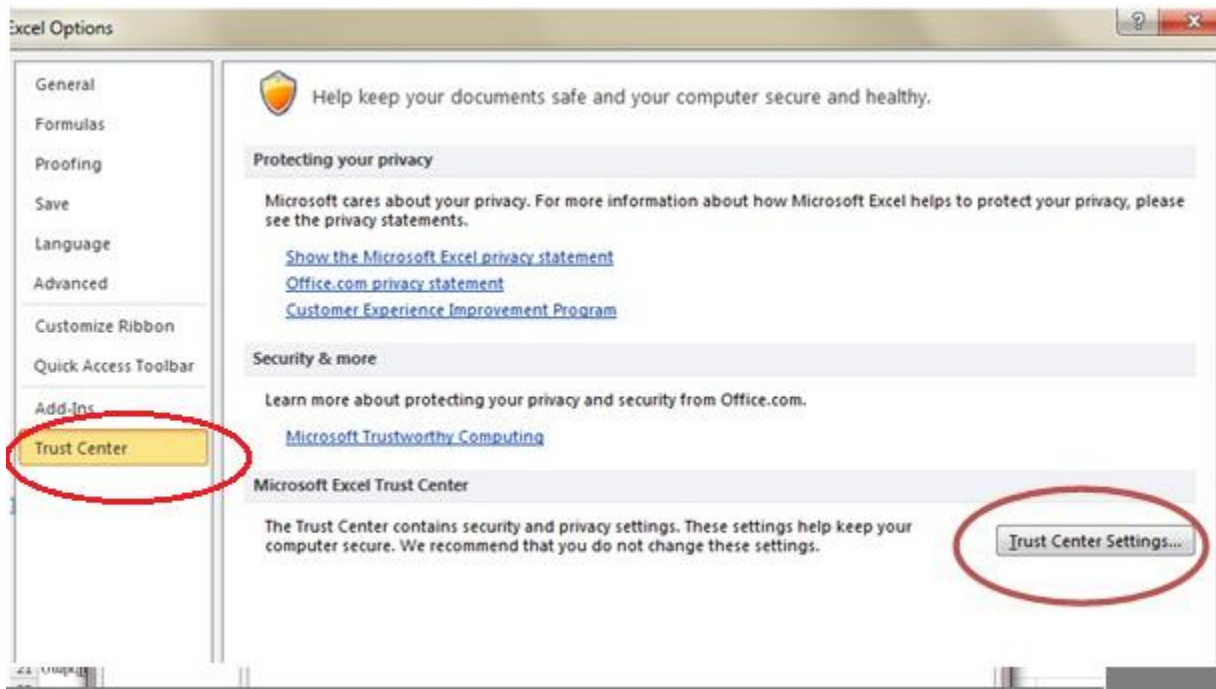 Excel Options
?
General
Formulas
Proofing
Save
Language
Advanced
Customize Ribbon
Quick Access Toolbar
Add-Ins
Trust Center
Help keep your documents safe and your computer secure and healthy.
Protecting your privacy
Microsoft cares about your privacy. For more information about how Microsoft Excel helps to protect your privacy, please
see the privacy statements.
Show the Microsoft Excel privacy statement
Office.com privacy statement
Customer Experience Improvement Program
Security & more
Learn more about protecting your privacy and security from Office.com.
Microsoft Trustworthy Computing
Microsoft Excel Trust Center
The Trust Center contains security and privacy settings. These settings help keep your
computer secure. We recommend that you do not change these settings.
Trust Center Settings...
21